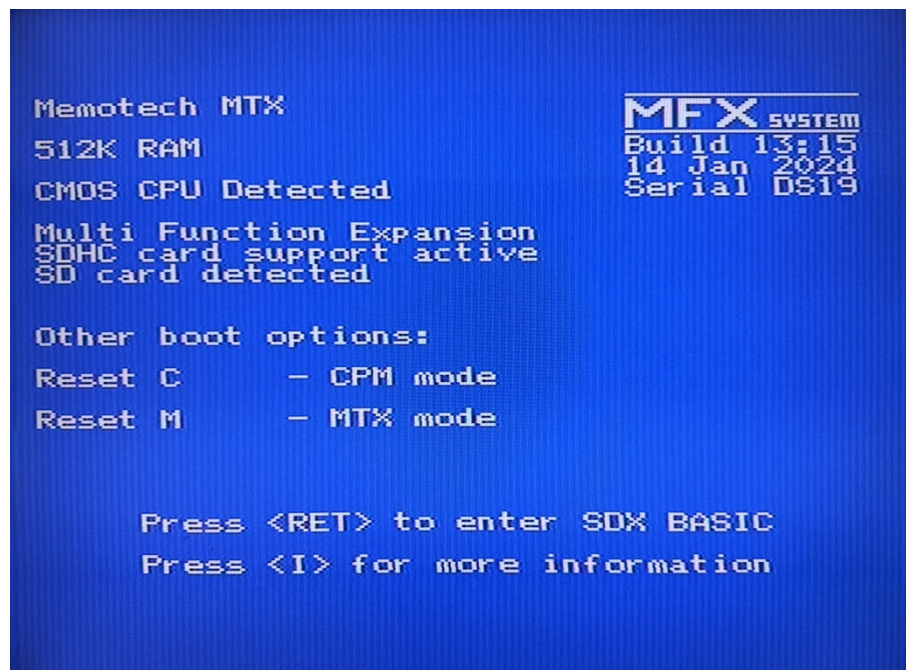 Memotech MTX
512K RAM
CMOS CPU Detected
Multi Function Expansion
SDHC card support active
SD card detected
MFX SYSTEM
Build 13:15
14 Jan 2024
Serial DS19
Other boot options:
Reset C - CPM mode
Reset M - MTX mode
Press <RET> to enter SDX BASIC
Press <I> for more information